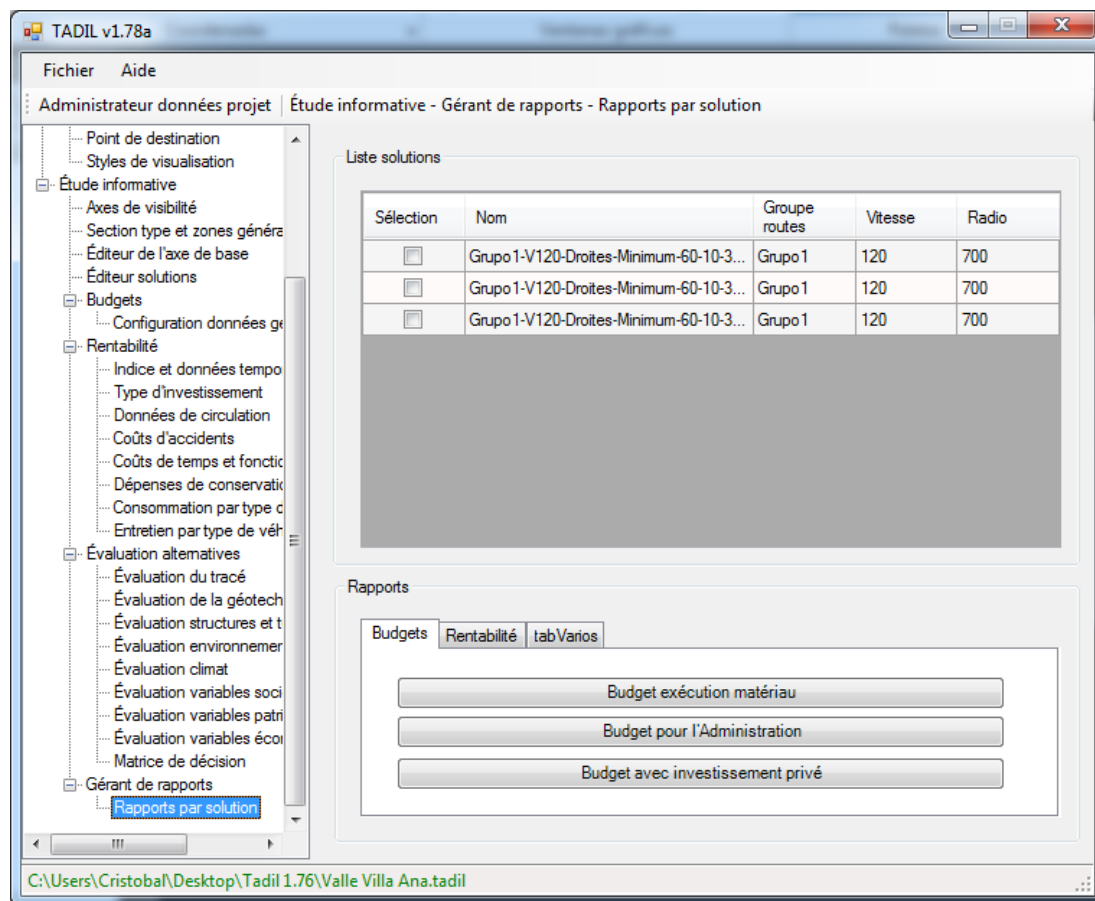 TADIL v1.78a
Fichier Aide
Administrateur données projet Étude informative - Gérant de rapports - Rapports par solution
Point de destination
Styles de visualisation
Étude informative
Axes de visibilité
Section type et zones généra
Éditeur de l'axe de base
Éditeur solutions
Budgets
Configuration données ge
Rentabilité
Indice et données tempo
Type d'investissement
Données de circulation
Coûts d'accidents
Coûts de temps et fonctio
Dépenses de conservatio
Consommation par type d
Entretien par type de véh
Évaluation alternatives
Évaluation du tracé
Évaluation de la géotech
Évaluation structures et t
Évaluation environnemer
Évaluation climat
Évaluation variables soci
Évaluation variables patri
Évaluation variables écor
Matrice de décision
Gérant de rapports
Rapports par solution
Liste solutions
Sélection Nom Groupe routes Vitesse Radio
Grupo1-V120-Droites-Minimum-60-10-3... Grupo1 120 700
Grupo1-V120-Droites-Minimum-60-10-3... Grupo1 120 700
Grupo1-V120-Droites-Minimum-60-10-3... Grupo1 120 700
Rapports
Budgets Rentabilité tabVarios
Budget exécution matériau
Budget pour l'Administration
Budget avec investissement privé
C:\Users\Cristobal\Desktop\Tadil 1.76\Valle Villa Ana.tadil